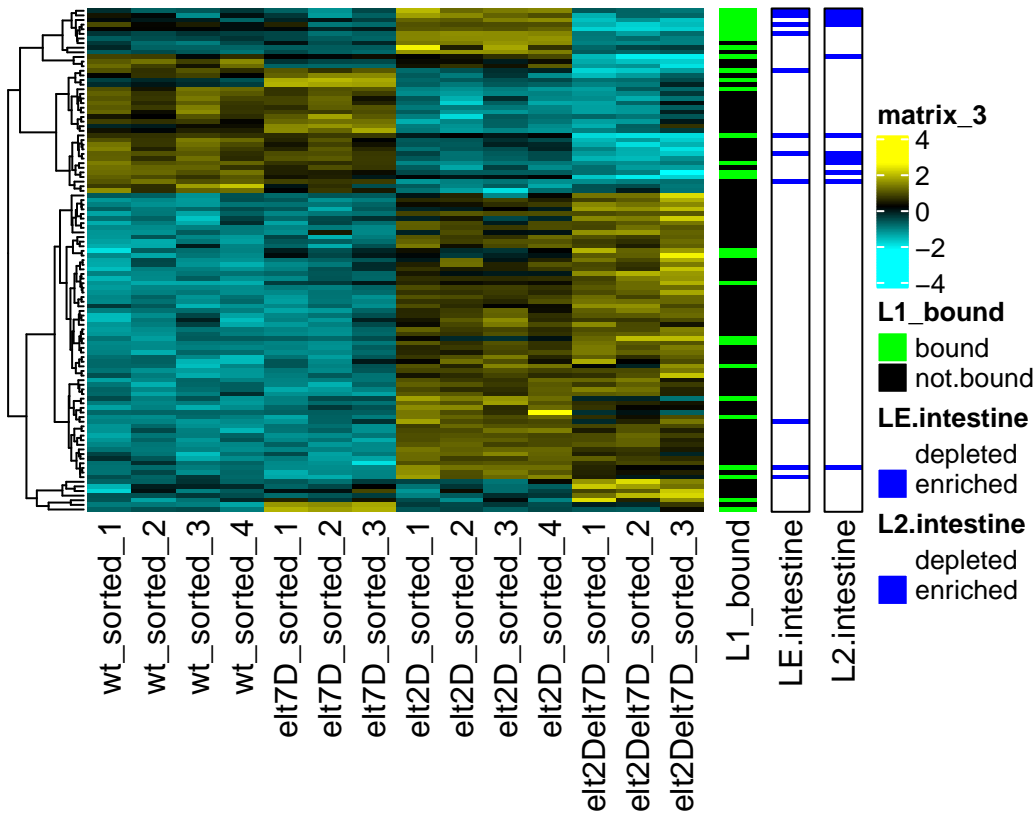 matrix_3
4
2
0
−2
−4
L1_bound
bound
not.bound
LE.intestine
depleted
enriched
L2.intestine
depleted
enriched
wt_sorted_1
wt_sorted_2
wt_sorted_3
wt_sorted_4
elt7D_sorted_1
elt7D_sorted_2
elt7D_sorted_3
elt2D_sorted_1
elt2D_sorted_2
elt2D_sorted_3
elt2D_sorted_4
elt2Delt7D_sorted_1
elt2Delt7D_sorted_2
elt2Delt7D_sorted_3
L1_bound
LE.intestine
L2.intestine